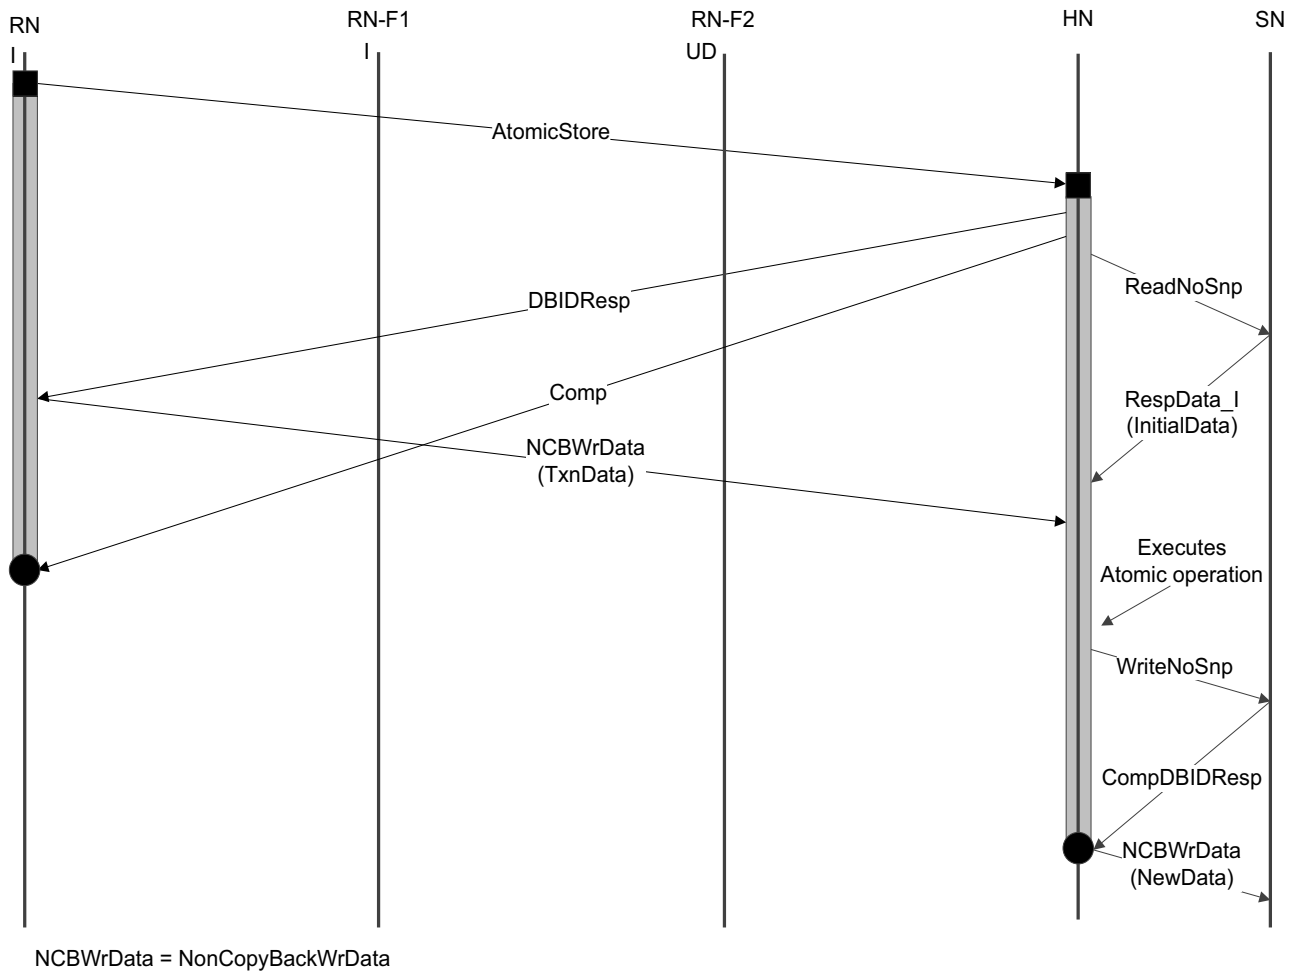 RN
RN-F1
RN-F2
HN
SN
I
I
UD
AtomicStore
ReadNoSnp
DBIDResp
Comp
RespData_I
(InitialData)
NCBWrData
(TxnData)
Executes
Atomic operation
WriteNoSnp
CompDBIDResp
NCBWrData
(NewData)
NCBWrData = NonCopyBackWrData